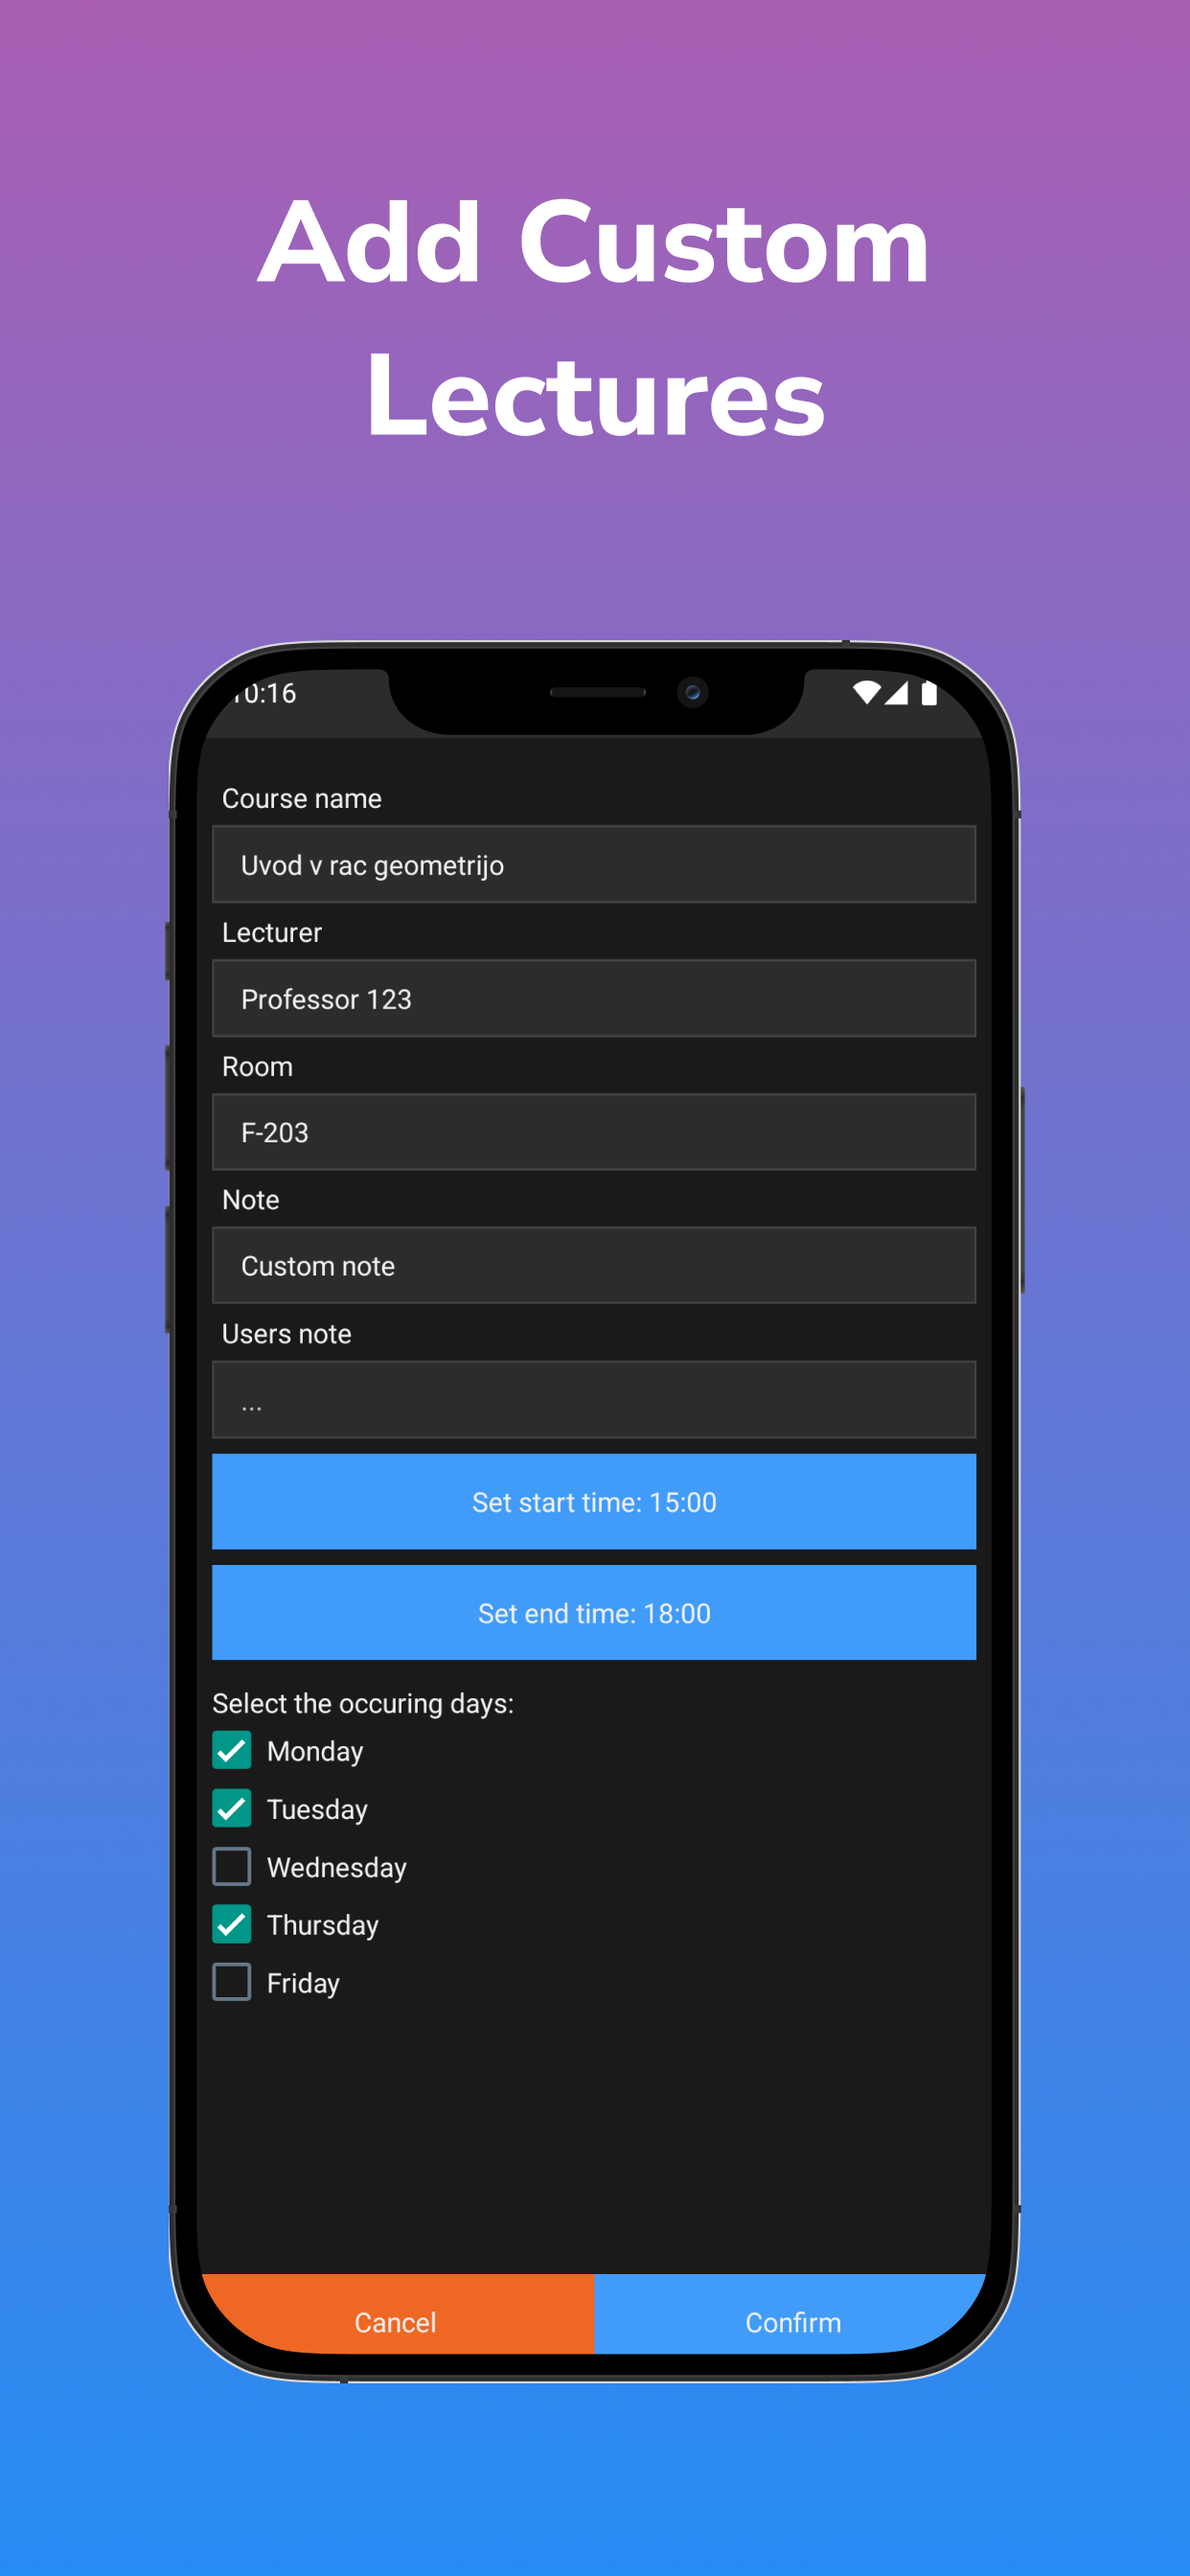 Add Custom
Lectures
10:16
Course name
Uvod v rac geometrijo
Lecturer
Professor 123
Room
F-203
Note
Custom note
Users note
...
Set start time: 15:00
Set end time: 18:00
Select the occuring days:
Monday
Tuesday
Wednesday
Thursday
Friday
Cancel
Confirm